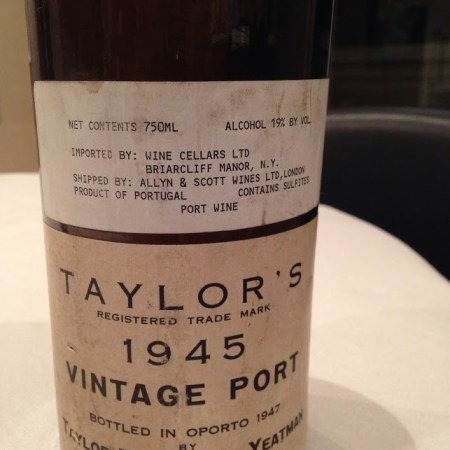 NET CONTENTS 750ML ALCOHOL 19% BY VOL.
IMPORTED BY: WINE CELLARS LTD
BRIARCLIFF MANOR, N.Y.
SHIPPED BY: ALLYN & SCOTT WINES LTD, LONDON
PRODUCT OF PORTUGAL CONTAINS SULFITES
PORT WINE
TAYLOR'S
REGISTERED TRADE MARK
1945
VINTAGE PORT
BOTTLED IN OPORTO 1947
BY
TAYLOR YEATMAN